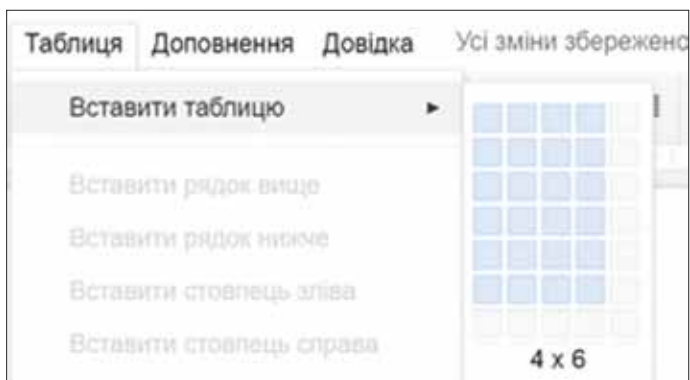 Таблиця Доповнення Довідка Усі зміни збережено
Вставити таблицю
Вставити рядок вище
Вставити рядок нижче
Вставити стовпець зліва
Вставити стовпець справа
4 x 6